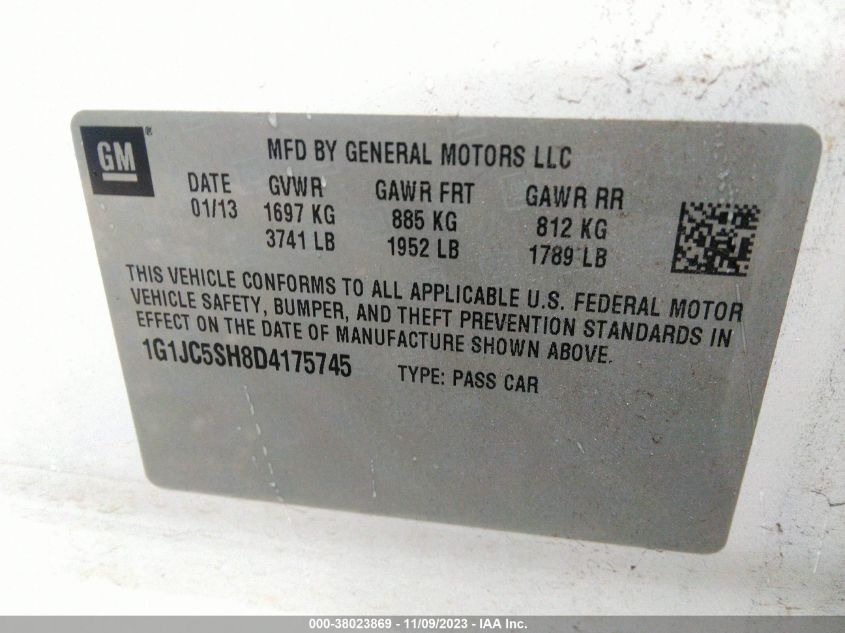 GM®
MFD BY GENERAL MOTORS LLC
DATE GVWR GAWR FRT GAWR RR
01/13 1697 KG 885 KG 812 KG
3741 LB 1952 LB 1789 LB
THIS VEHICLE CONFORMS TO ALL APPLICABLE U.S. FEDERAL MOTOR
VEHICLE SAFETY, BUMPER, AND THEFT PREVENTION STANDARDS IN
EFFECT ON THE DATE OF MANUFACTURE SHOWN ABOVE.
1G1JC5SH8D4175745 TYPE: PASS CAR
000-38023869 - 11/09/2023 - IAA Inc.